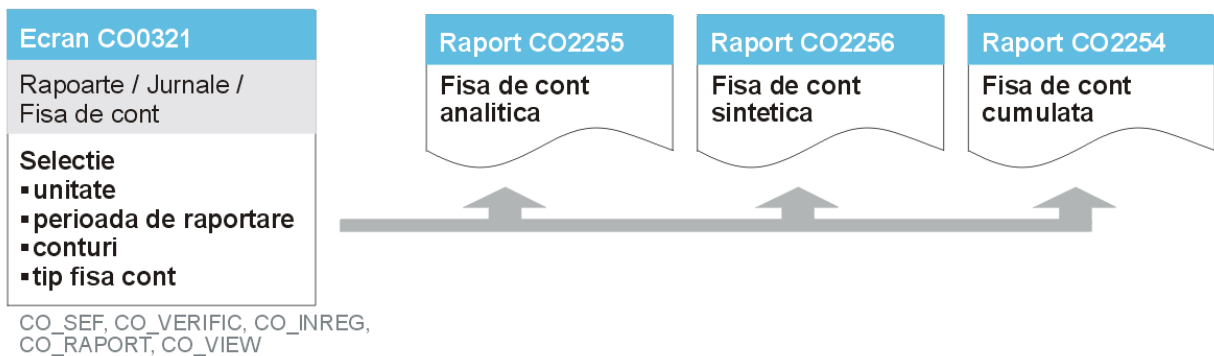 Ecran CO0321
Rapoarte / Jurnale /
Fisa de cont
Selectie
▪unitate
▪perioada de raportare
▪conturi
▪tip fisa cont
CO_SEF, CO_VERIFIC, CO_INREG,
CO_RAPORT, CO_VIEW
Raport CO2255
Fisa de cont
analitica
Raport CO2256
Fisa de cont
sintetica
Raport CO2254
Fisa de cont
cumulata